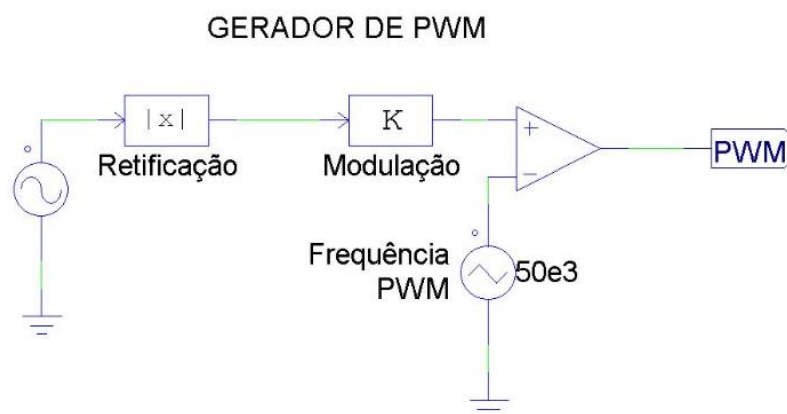 GERADOR DE PWM
|x|
K
Retificação
Modulação
+
−
PWM
Frequência
PWM
50e3